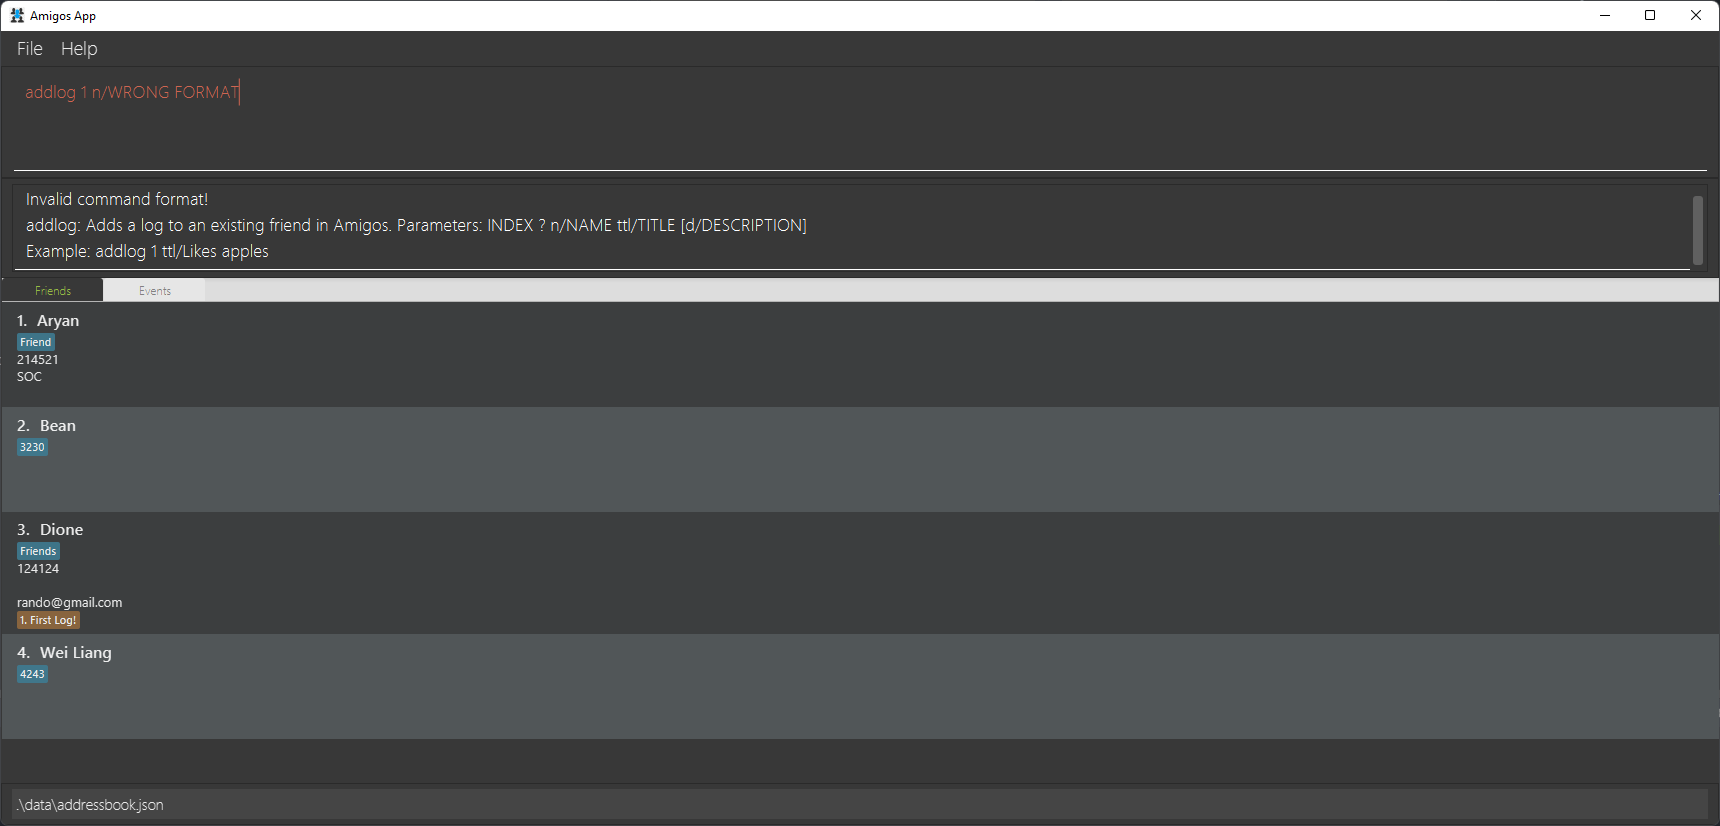 Amigos App
File Help
addlog 1 n/WRONG FORMAT
Invalid command format!
addlog: Adds a log to an existing friend in Amigos. Parameters: INDEX ? n/NAME ttl/TITLE [d/DESCRIPTION]
Example: addlog 1 ttl/Likes apples
Friends Events
1. Aryan
Friend
214521
SOC
2. Bean
3230
3. Dione
Friends
124124
rando@gmail.com
1. First Log!
4. Wei Liang
4243
.\data\addressbook.json